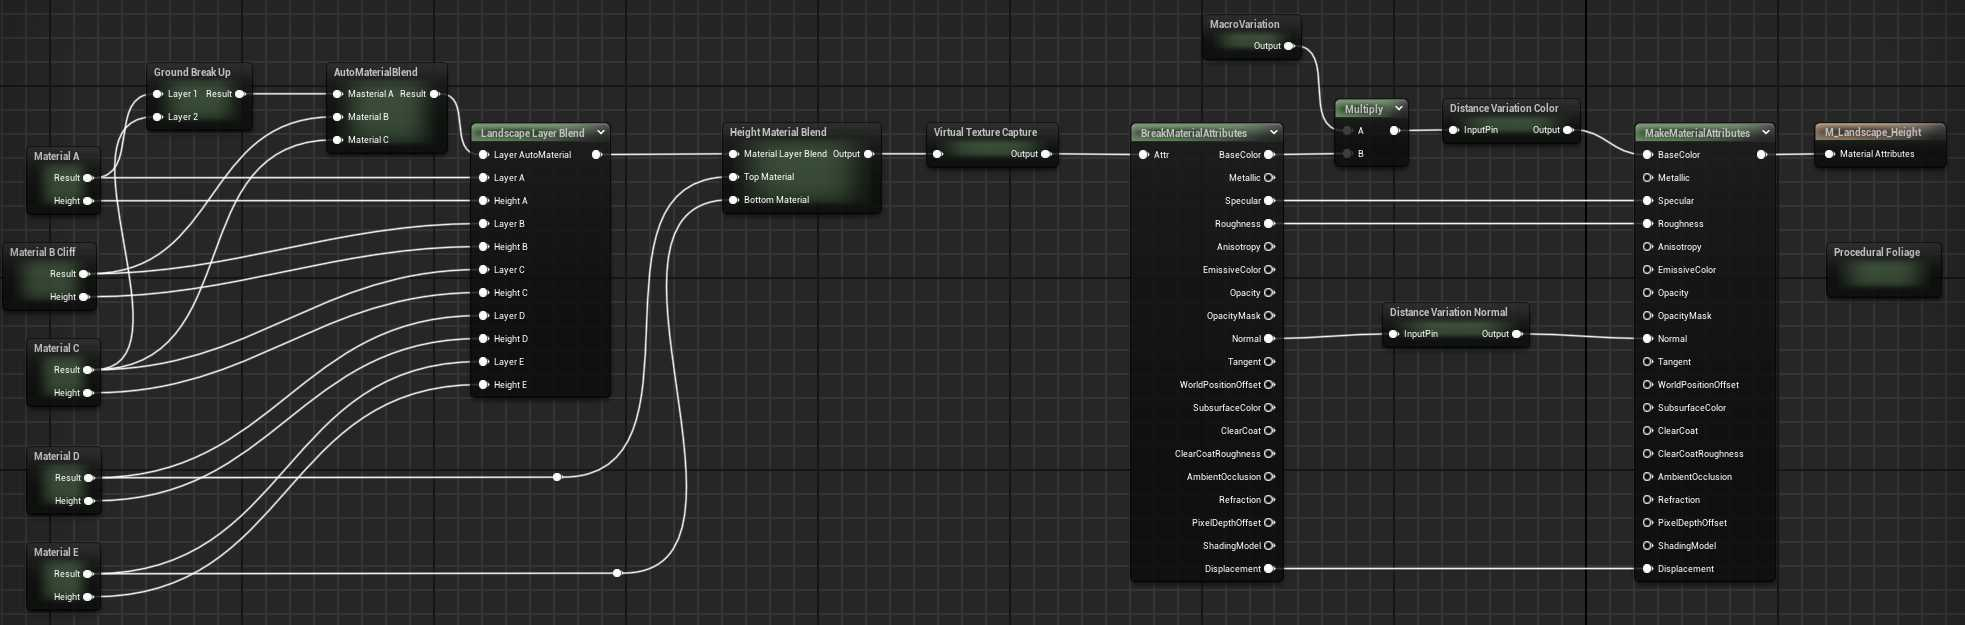 MacroVariation
Output
Ground Break Up
Layer 1 Result
Layer 2
AutoMaterialBlend
Masterial A Result
Material B
Material C
Material A
Result
Height
Material B Cliff
Result
Height
Material C
Result
Height
Material D
Result
Height
Material E
Result
Height
Landscape Layer Blend
Layer AutoMaterial
Layer A
Height A
Layer B
Height B
Layer C
Height C
Layer D
Height D
Layer E
Height E
Height Material Blend
Material Layer Blend Output
Top Material
Bottom Material
Virtual Texture Capture
Output
BreakMaterialAttributes
Attr BaseColor
Metallic
Specular
Roughness
Anisotropy
EmissiveColor
Opacity
OpacityMask
Normal
Tangent
WorldPositionOffset
SubsurfaceColor
ClearCoat
ClearCoatRoughness
AmbientOcclusion
Refraction
PixelDepthOffset
ShadingModel
Displacement
Multiply
A
B
Distance Variation Color
InputPin Output
Distance Variation Normal
InputPin Output
MakeMaterialAttributes
BaseColor
Metallic
Specular
Roughness
Anisotropy
EmissiveColor
Opacity
OpacityMask
Normal
Tangent
WorldPositionOffset
SubsurfaceColor
ClearCoat
ClearCoatRoughness
AmbientOcclusion
Refraction
PixelDepthOffset
ShadingModel
Displacement
M_Landscape_Height
Material Attributes
Procedural Foliage